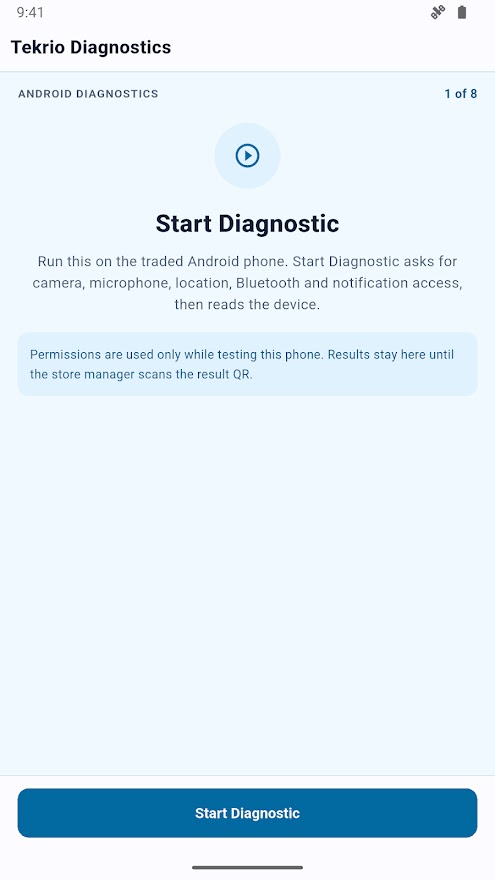 9:41
Tekrio Diagnostics
ANDROID DIAGNOSTICS
1 of 8
Start Diagnostic
Run this on the traded Android phone. Start Diagnostic asks for
camera, microphone, location, Bluetooth and notification access,
then reads the device.
Permissions are used only while testing this phone. Results stay here until
the store manager scans the result QR.
Start Diagnostic